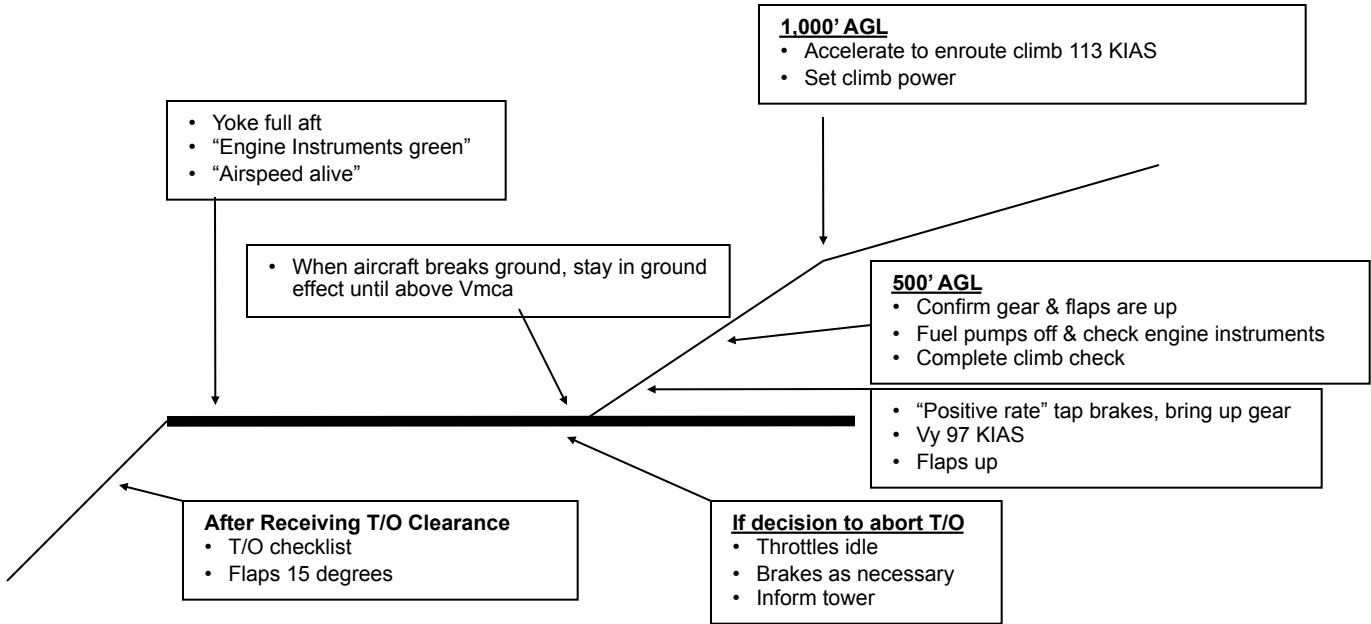 1,000’ AGL
• Accelerate to enroute climb 113 KIAS
• Set climb power
• Yoke full aft
• “Engine Instruments green”
• “Airspeed alive”
• When aircraft breaks ground, stay in ground
effect until above Vmca
500’ AGL
• Confirm gear & flaps are up
• Fuel pumps off & check engine instruments
• Complete climb check
• “Positive rate” tap brakes, bring up gear
• Vy 97 KIAS
• Flaps up
After Receiving T/O Clearance
• T/O checklist
• Flaps 15 degrees
If decision to abort T/O
• Throttles idle
• Brakes as necessary
• Inform tower